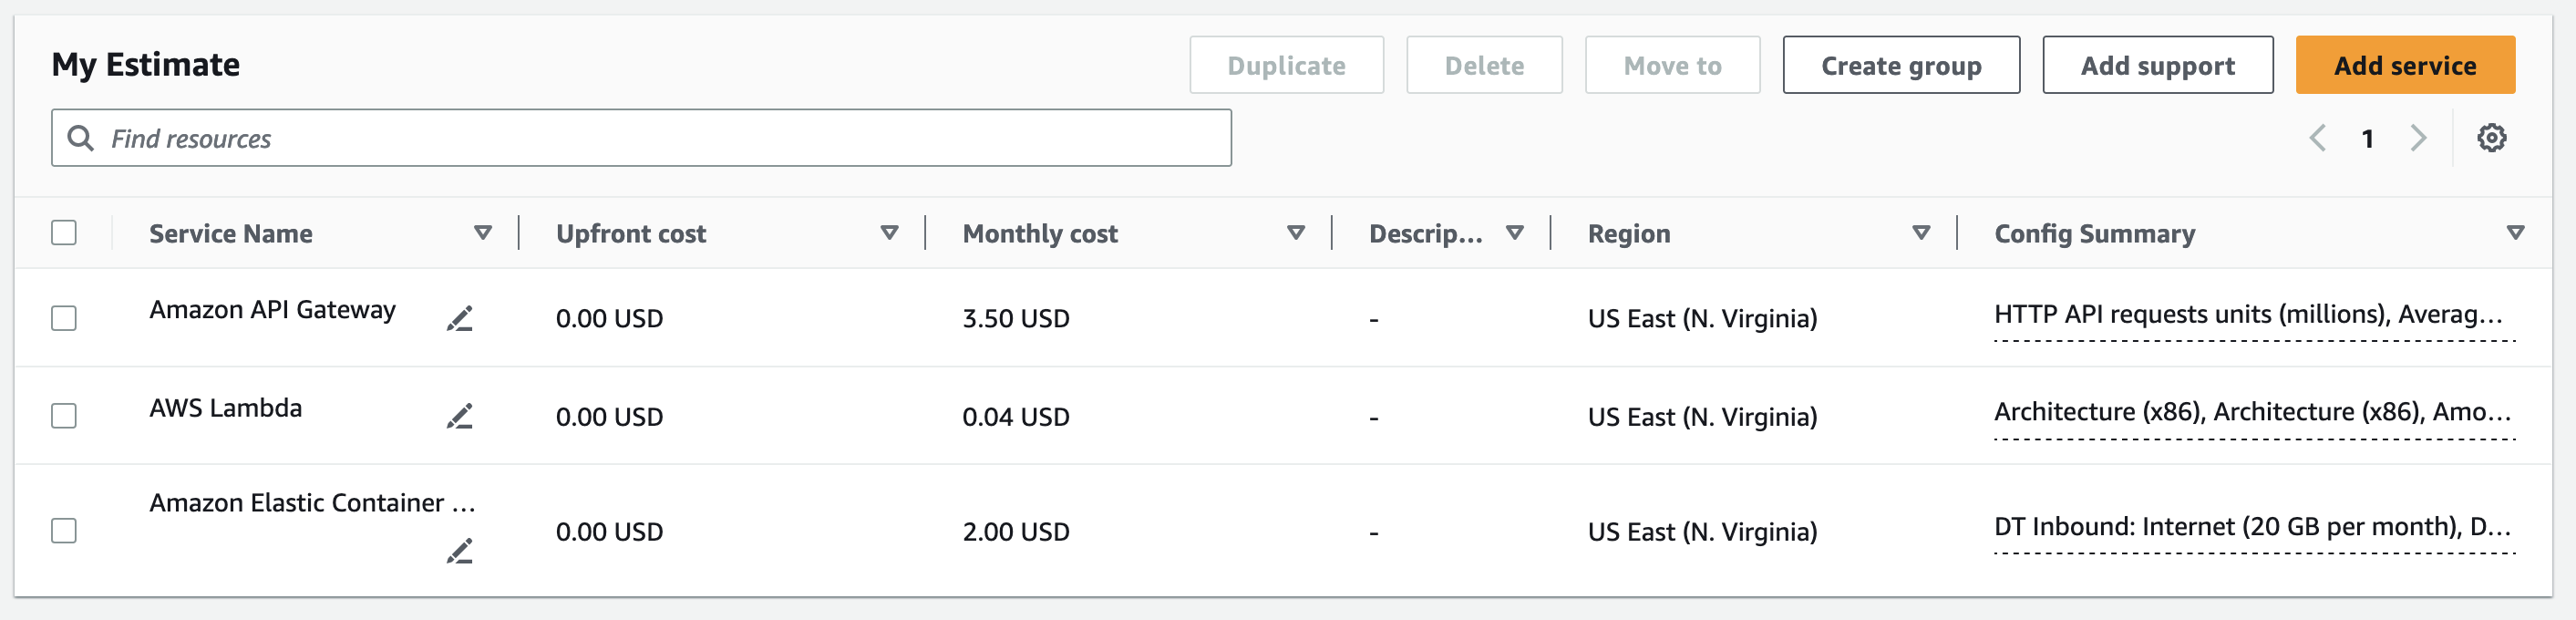 My Estimate
Duplicate
Delete
Move to
Create group
Add support
Add service
Find resources
1
Service Name
Upfront cost
Monthly cost
Descrip...
Region
Config Summary
Amazon API Gateway
0.00 USD
3.50 USD
-
US East (N. Virginia)
HTTP API requests units (millions), Averag...
AWS Lambda
0.00 USD
0.04 USD
-
US East (N. Virginia)
Architecture (x86), Architecture (x86), Amo...
Amazon Elastic Container ...
0.00 USD
2.00 USD
-
US East (N. Virginia)
DT Inbound: Internet (20 GB per month), D...